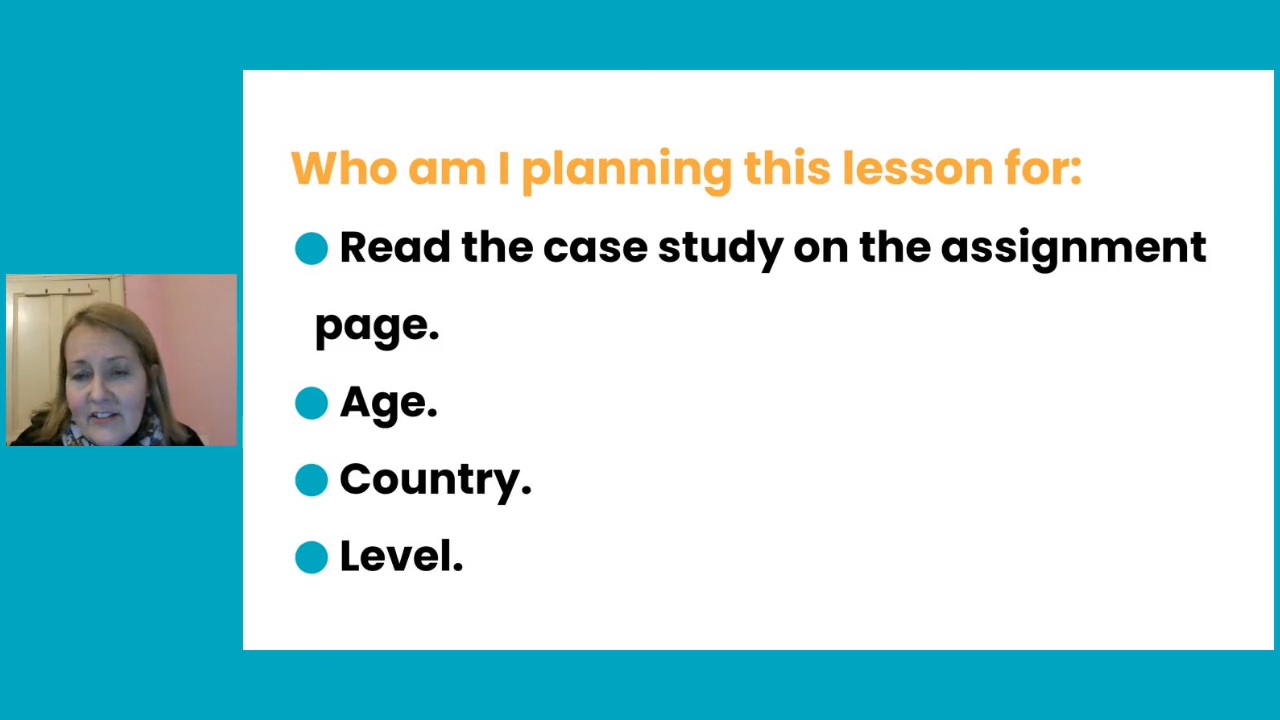 Who am I planning this lesson for:
Read the case study on the assignment
page.
Age.
Country.
Level.